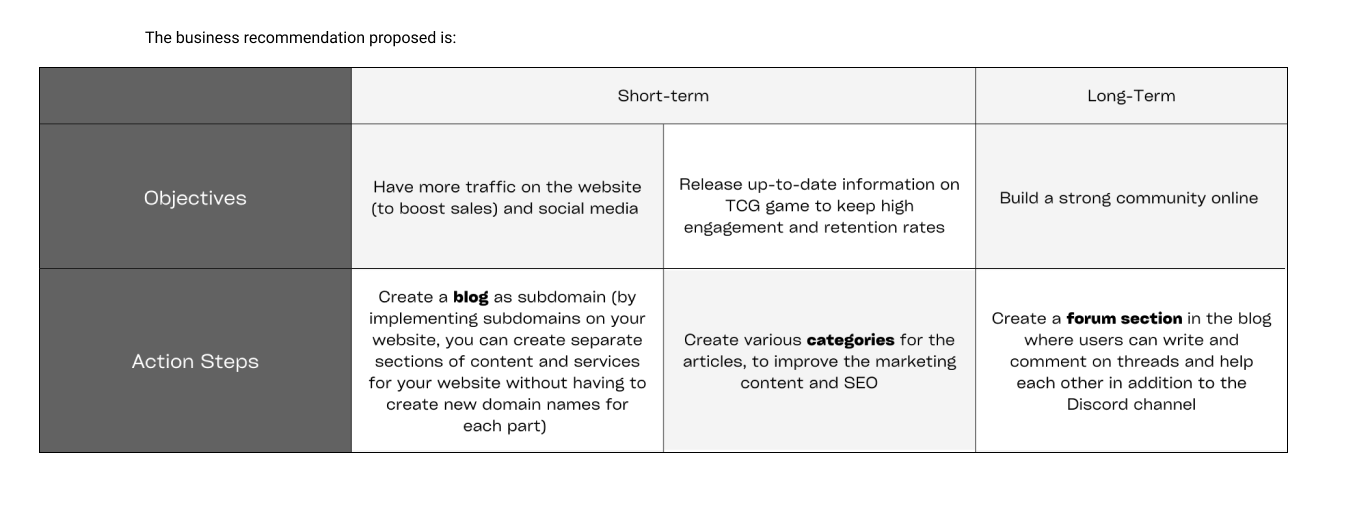 The business recommendation proposed is:
Short-term
Long-Term
Objectives
Have more traffic on the website
(to boost sales) and social media
Release up-to-date information on
TCG game to keep high
engagement and retention rates
Build a strong community online
Action Steps
Create a blog as subdomain (by
implementing subdomains on your
website, you can create separate
sections of content and services
for your website without having to
create new domain names for
each part)
Create various categories for the
articles, to improve the marketing
content and SEO
Create a forum section in the blog
where users can write and
comment on threads and help
each other in addition to the
Discord channel